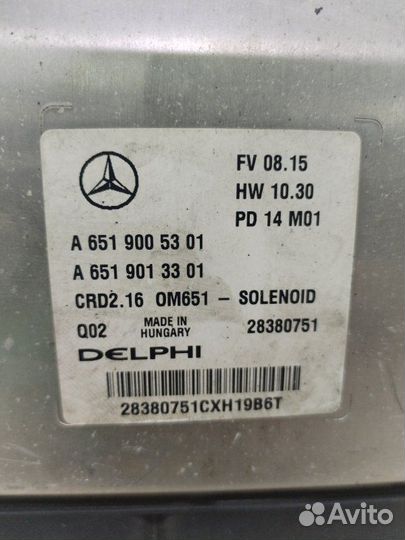 FV 08.15
HW 10.30
PD 14 M01
A 651 900 53 01
A 651 901 33 01
CRD2.16 OM651 – SOLENOID
Q02 MADE IN HUNGARY 28380751
DELPHI
28380751CXH19B6T
Avito